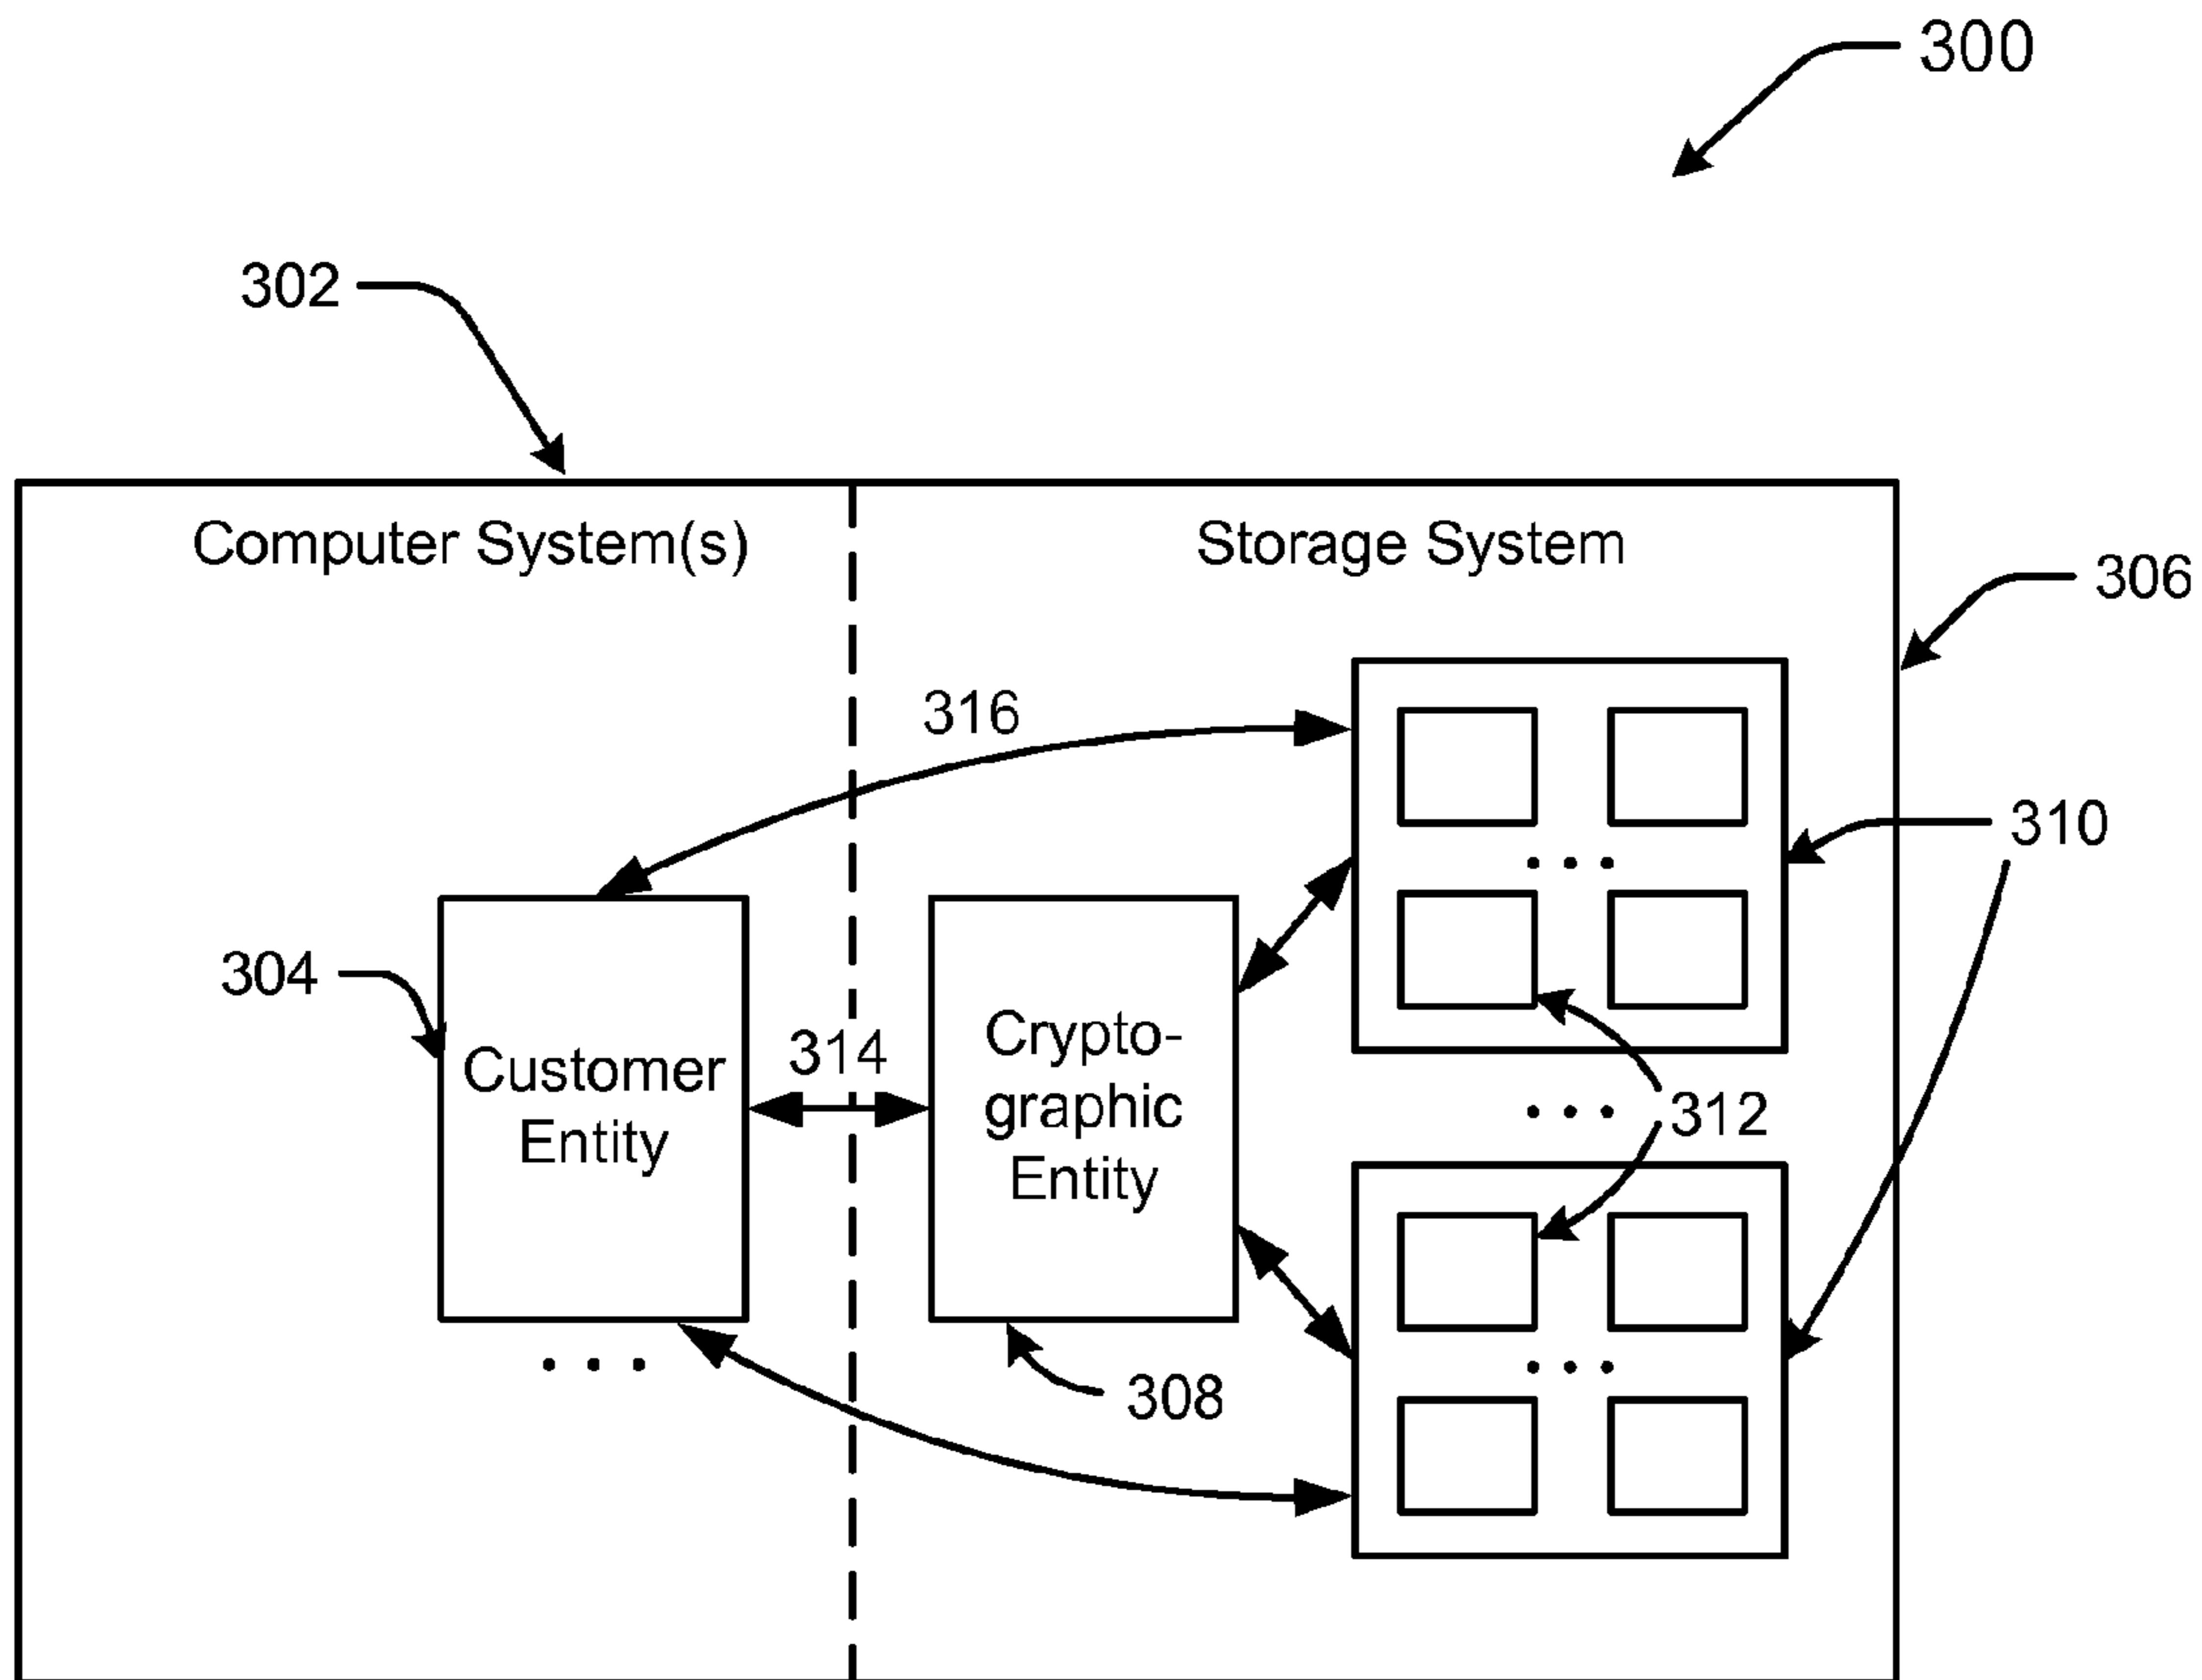 300
302
Computer System(s)
Storage System
306
316
310
304
Customer
Entity
314
Crypto-
graphic
Entity
312
308